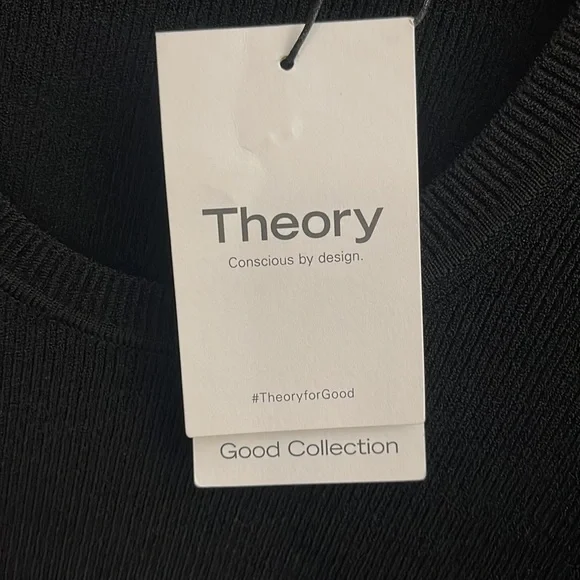 Theory
Conscious by design.
#TheoryforGood
Good Collection